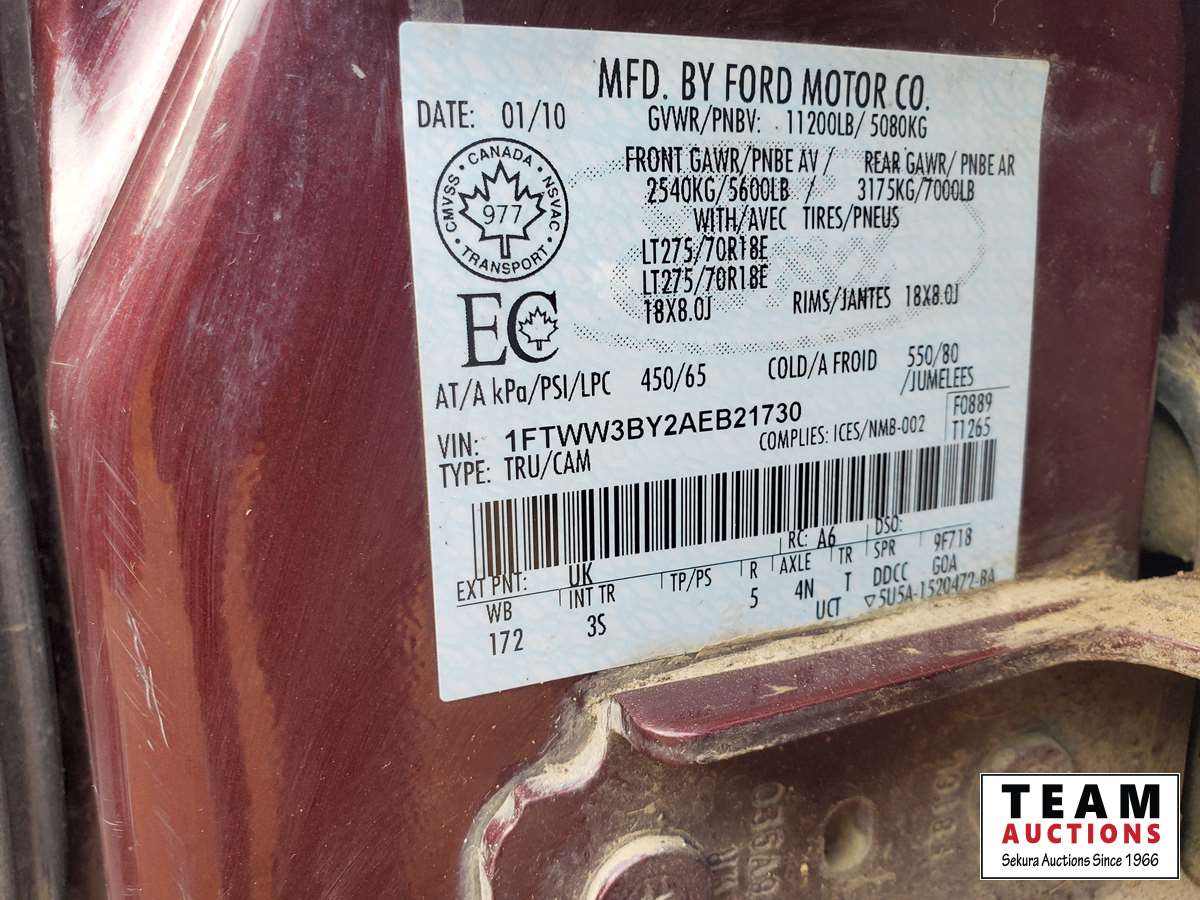 MFD. BY FORD MOTOR CO.
DATE: 01/10
GVWR/PNBV: 11200LB/ 5080KG
FRONT GAWR/PNBE AV / REAR GAWR/ PNBE AR
2540KG/5600LB / 3175KG/7000LB
WITH/AVEC TIRES/PNEUS
LT275/70R18E
LT275/70R18E
18X8.0J RIMS/JANTES 18X8.0J
CMVSS • CANADA • NSVAC • TRANSPORT
977
EC
AT/A kPa/PSI/LPC 450/65 COLD/A FROID 550/80
/JUMELEES
VIN: 1FTWW3BY2AEB21730
F0889
TYPE: TRU/CAM COMPLIES: ICES/NMB-002 T1265
RC: A6 DSO:
EXT PNT: UK
WB INT TR TP/PS R AXLE TR SPR 9F718
172 3S 5 4N T DDCC GOA
UCT ▽5U5A-1520472-BA
TEAM
AUCTIONS
Sekura Auctions Since 1966